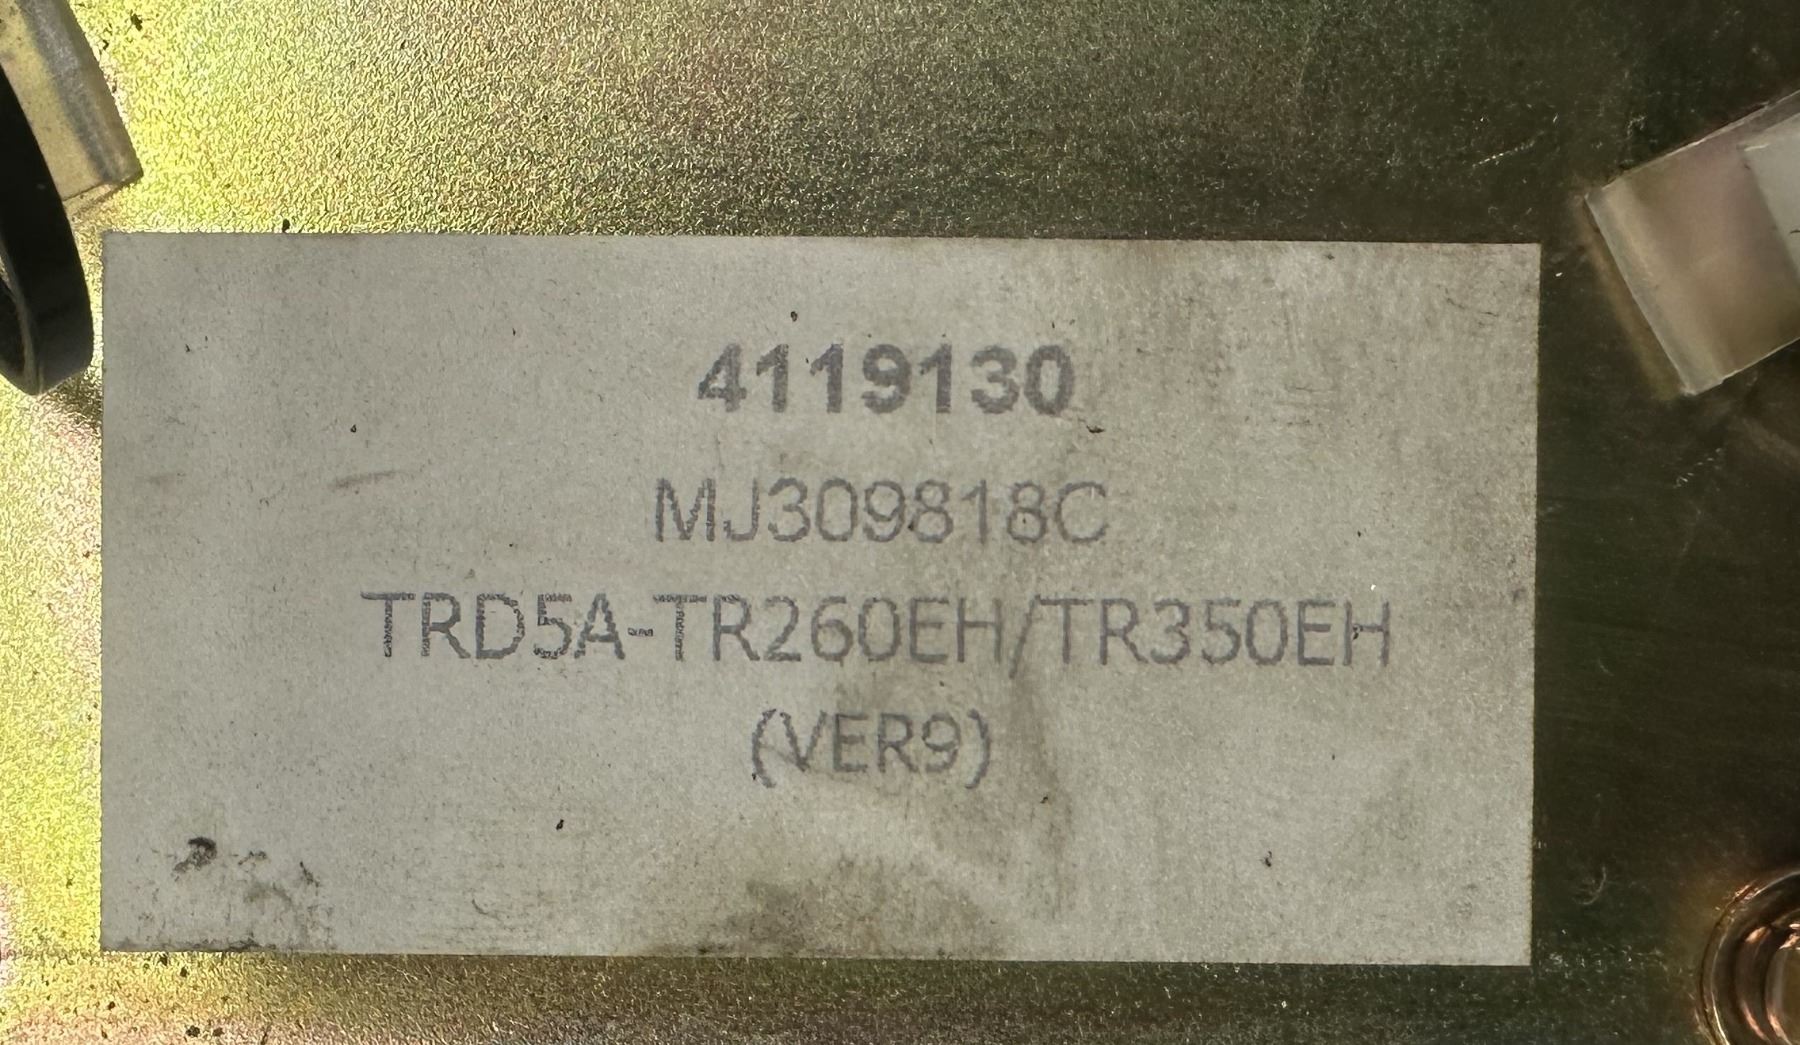 4119130
MJ309818C
TRD5A-TR260EH/TR350EH
(VER9)